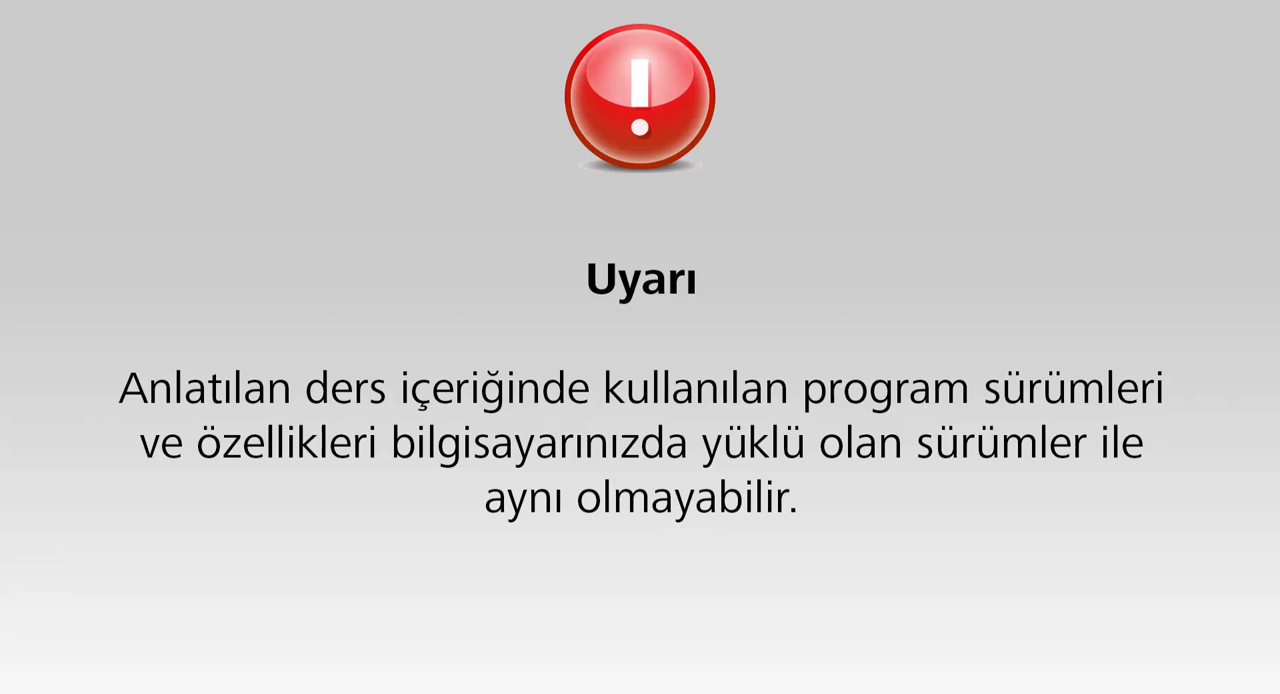 Uyarı
Anlatılan ders içeriğinde kullanılan program sürümleri
ve özellikleri bilgisayarınızda yüklü olan sürümler ile
aynı olmayabilir.